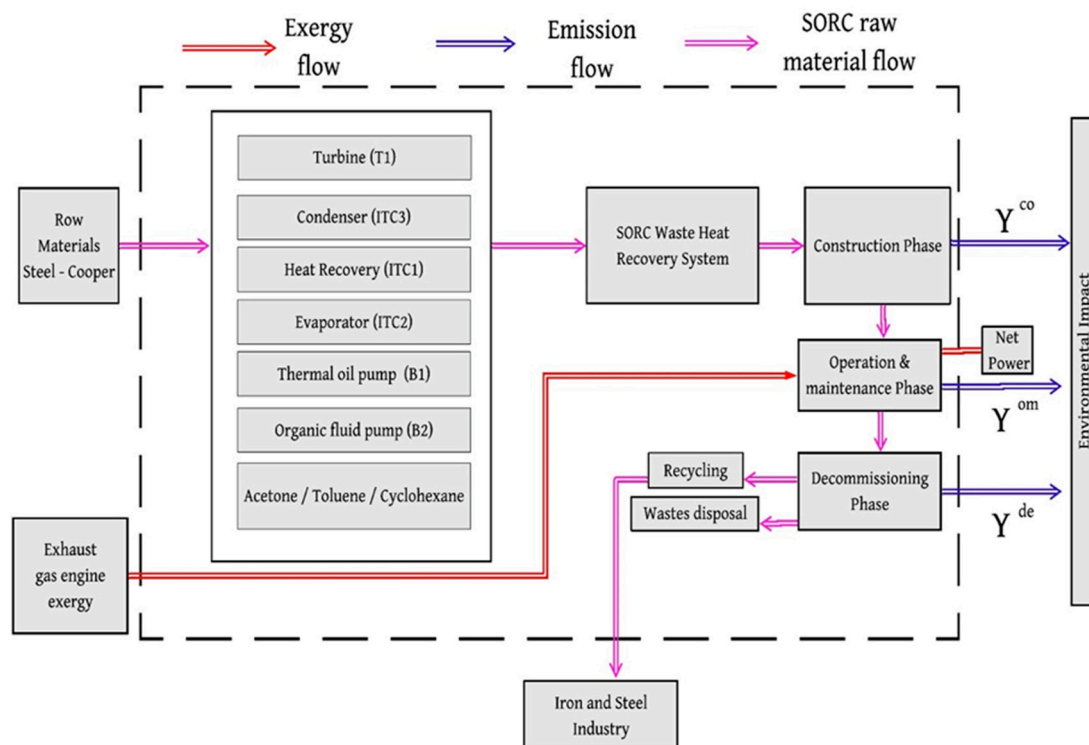 Exergy
flow
Emission
flow
SORC raw
material flow
Row
Materials
Steel - Cooper
Turbine (T1)
Condenser (ITC3)
Heat Recovery (ITC1)
Evaporator (ITC2)
Thermal oil pump (B1)
Organic fluid pump (B2)
Acetone / Toluene / Cyclohexane
SORC Waste Heat
Recovery System
Construction Phase
Y co
Operation &
maintenance Phase
Net
Power
Y om
Decommissioning
Phase
Y de
Recycling
Wastes disposal
Exhaust
gas engine
exergy
Iron and Steel
Industry
Environmental Impact